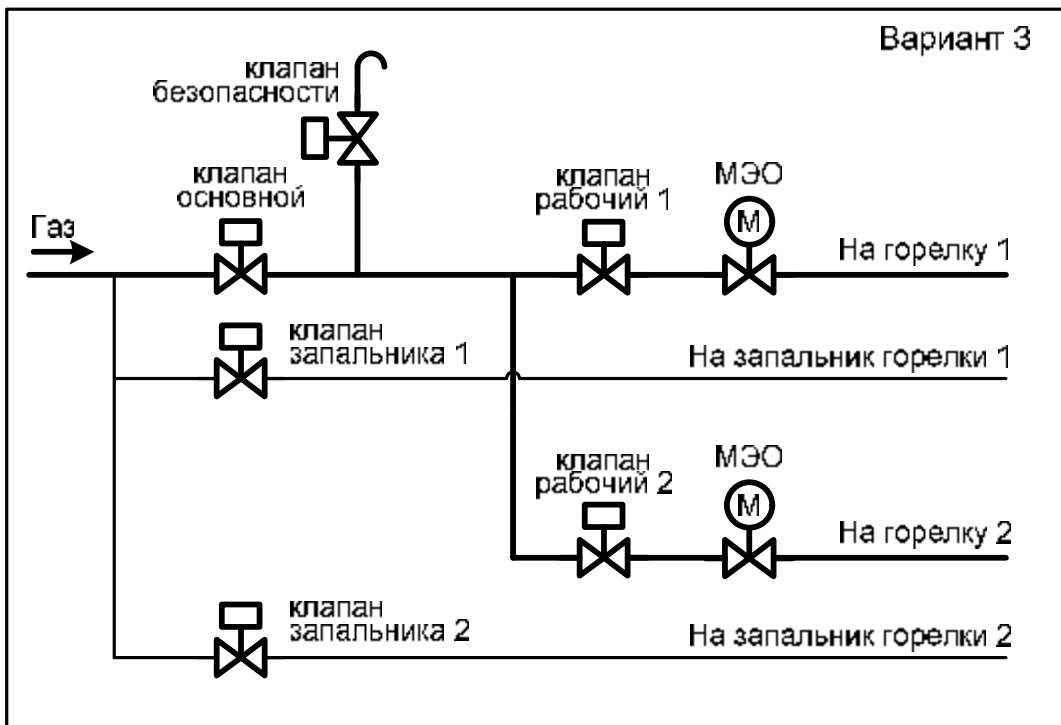 Вариант 3
клапан
безопасности
клапан
основной
клапан
рабочий 1
МЭО
Газ
М
На горелку 1
клапан
запальника 1
На запальник горелки 1
клапан
рабочий 2
МЭО
М
На горелку 2
клапан
запальника 2
На запальник горелки 2